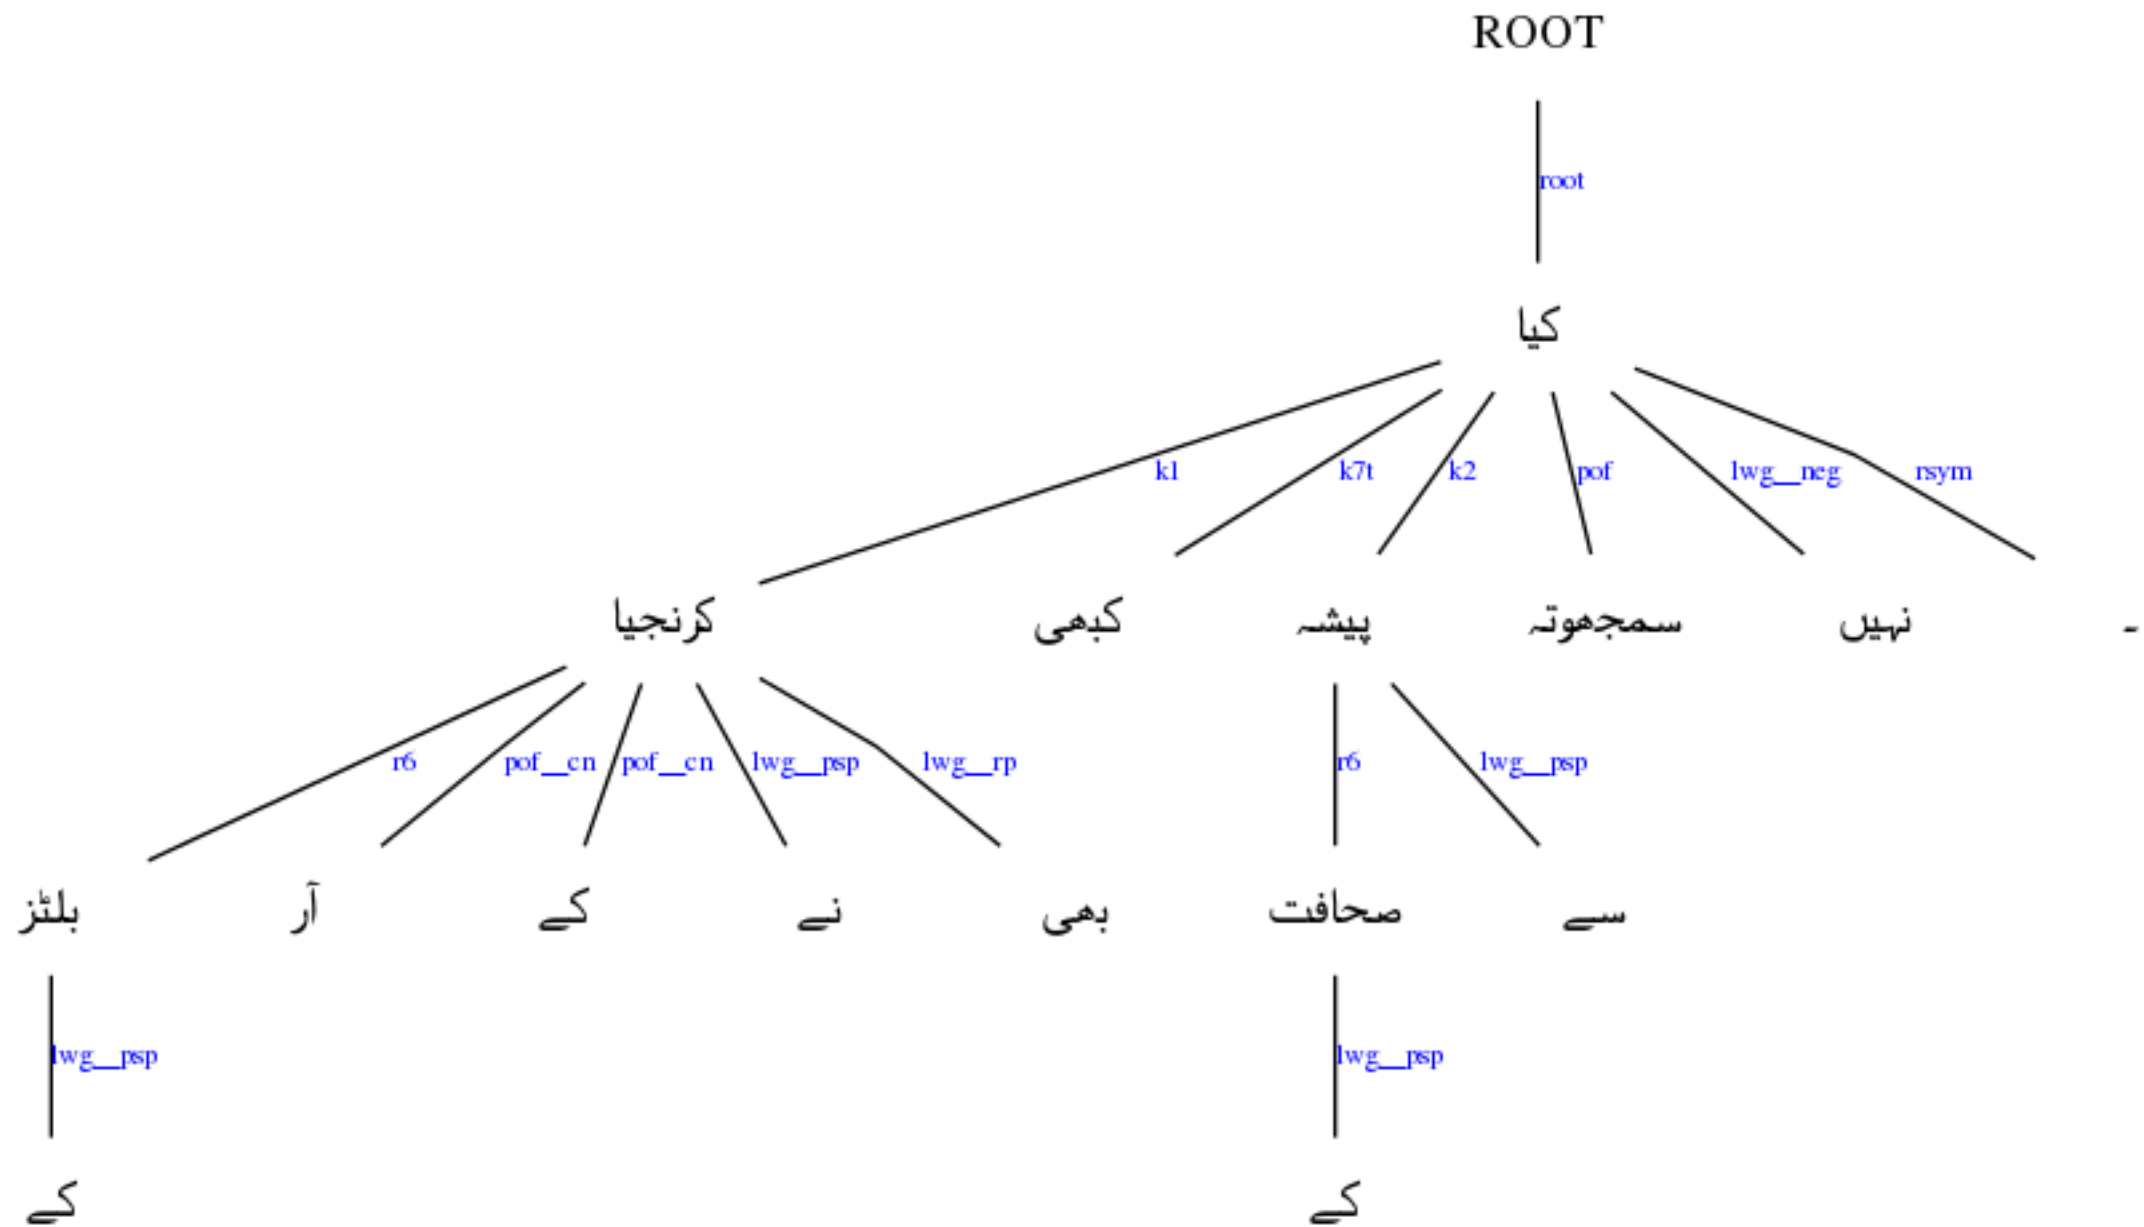 ROOT
root
کیا
k1 k7t k2 pof lwg__neg rsym
کرنجیا کبھی پیشہ سمجھوتہ نہیں ۔
r6 pof__cn pof__cn lwg__psp lwg__rp r6 lwg__psp
بلٹز آر کے نے بھی صحافت سے
lwg__psp lwg__psp
کے کے